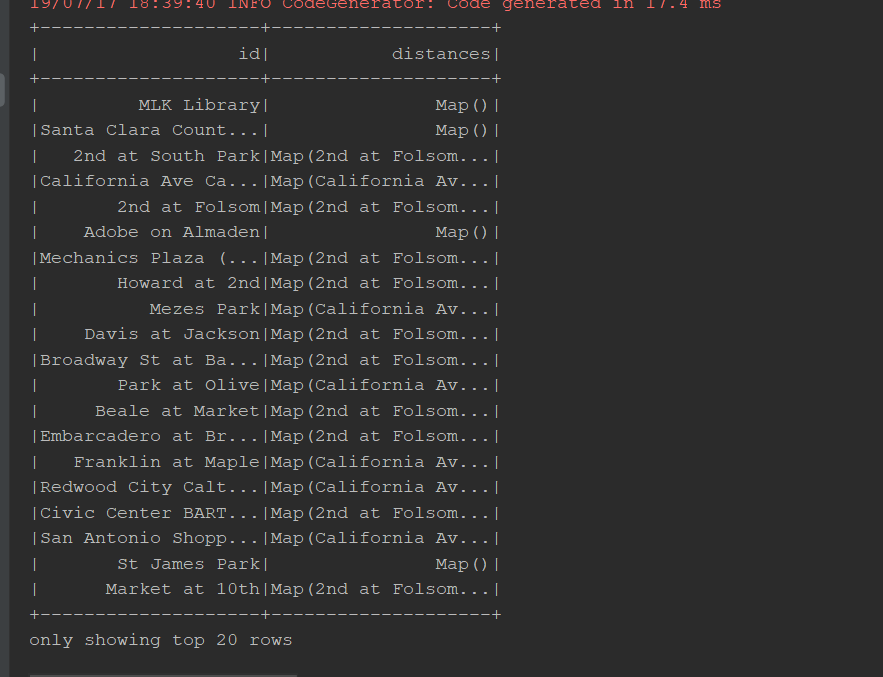 19/07/17 18:39:40 INFO CodeGenerator: Code generated in 17.4 ms
+--------------------+--------------------+
|                  id|           distances|
+--------------------+--------------------+
|         MLK Library|               Map()|
|Santa Clara Count...|               Map()|
|   2nd at South Park|Map(2nd at Folsom...|
|California Ave Ca...|Map(California Av...|
|       2nd at Folsom|Map(2nd at Folsom...|
|    Adobe on Almaden|               Map()|
|Mechanics Plaza (...|Map(2nd at Folsom...|
|       Howard at 2nd|Map(2nd at Folsom...|
|          Mezes Park|Map(California Av...|
|    Davis at Jackson|Map(2nd at Folsom...|
|Broadway St at Ba...|Map(2nd at Folsom...|
|       Park at Olive|Map(California Av...|
|     Beale at Market|Map(2nd at Folsom...|
|Embarcadero at Br...|Map(2nd at Folsom...|
|   Franklin at Maple|Map(California Av...|
|Redwood City Calt...|Map(California Av...|
|Civic Center BART...|Map(2nd at Folsom...|
|San Antonio Shopp...|Map(California Av...|
|       St James Park|               Map()|
|      Market at 10th|Map(2nd at Folsom...|
+--------------------+--------------------+
only showing top 20 rows